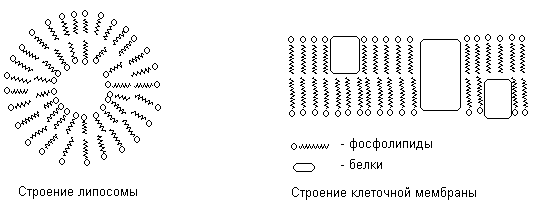 - фосфолипиды
- белки
Строение липосомы
Строение клеточной мембраны